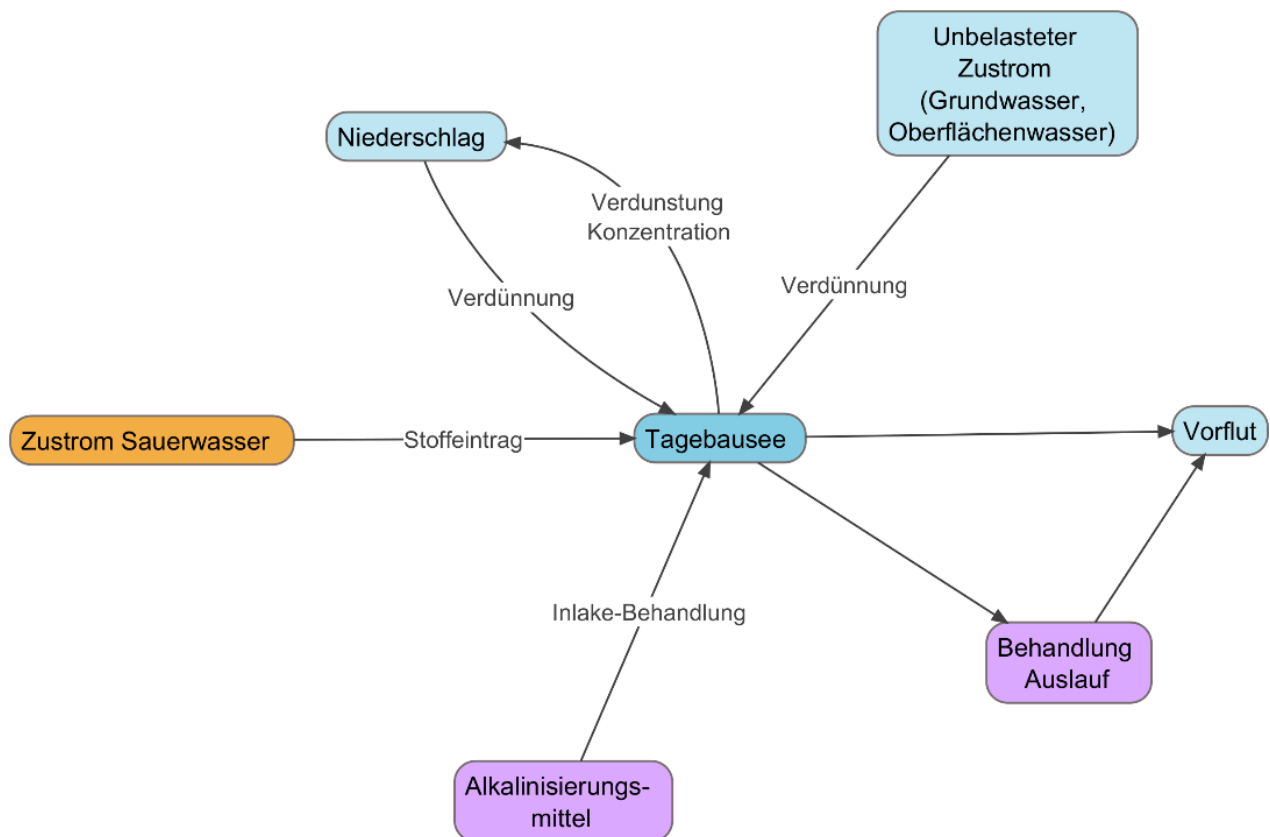 Unbelasteter
Zustrom
(Grundwasser,
Oberflächenwasser)
Niederschlag
Verdunstung
Konzentration
Verdünnung
Verdünnung
Zustrom Sauerwasser
Stoffeintrag
Tagebausee
Vorflut
Inlake-Behandlung
Behandlung
Auslauf
Alkalinisierungs-
mittel